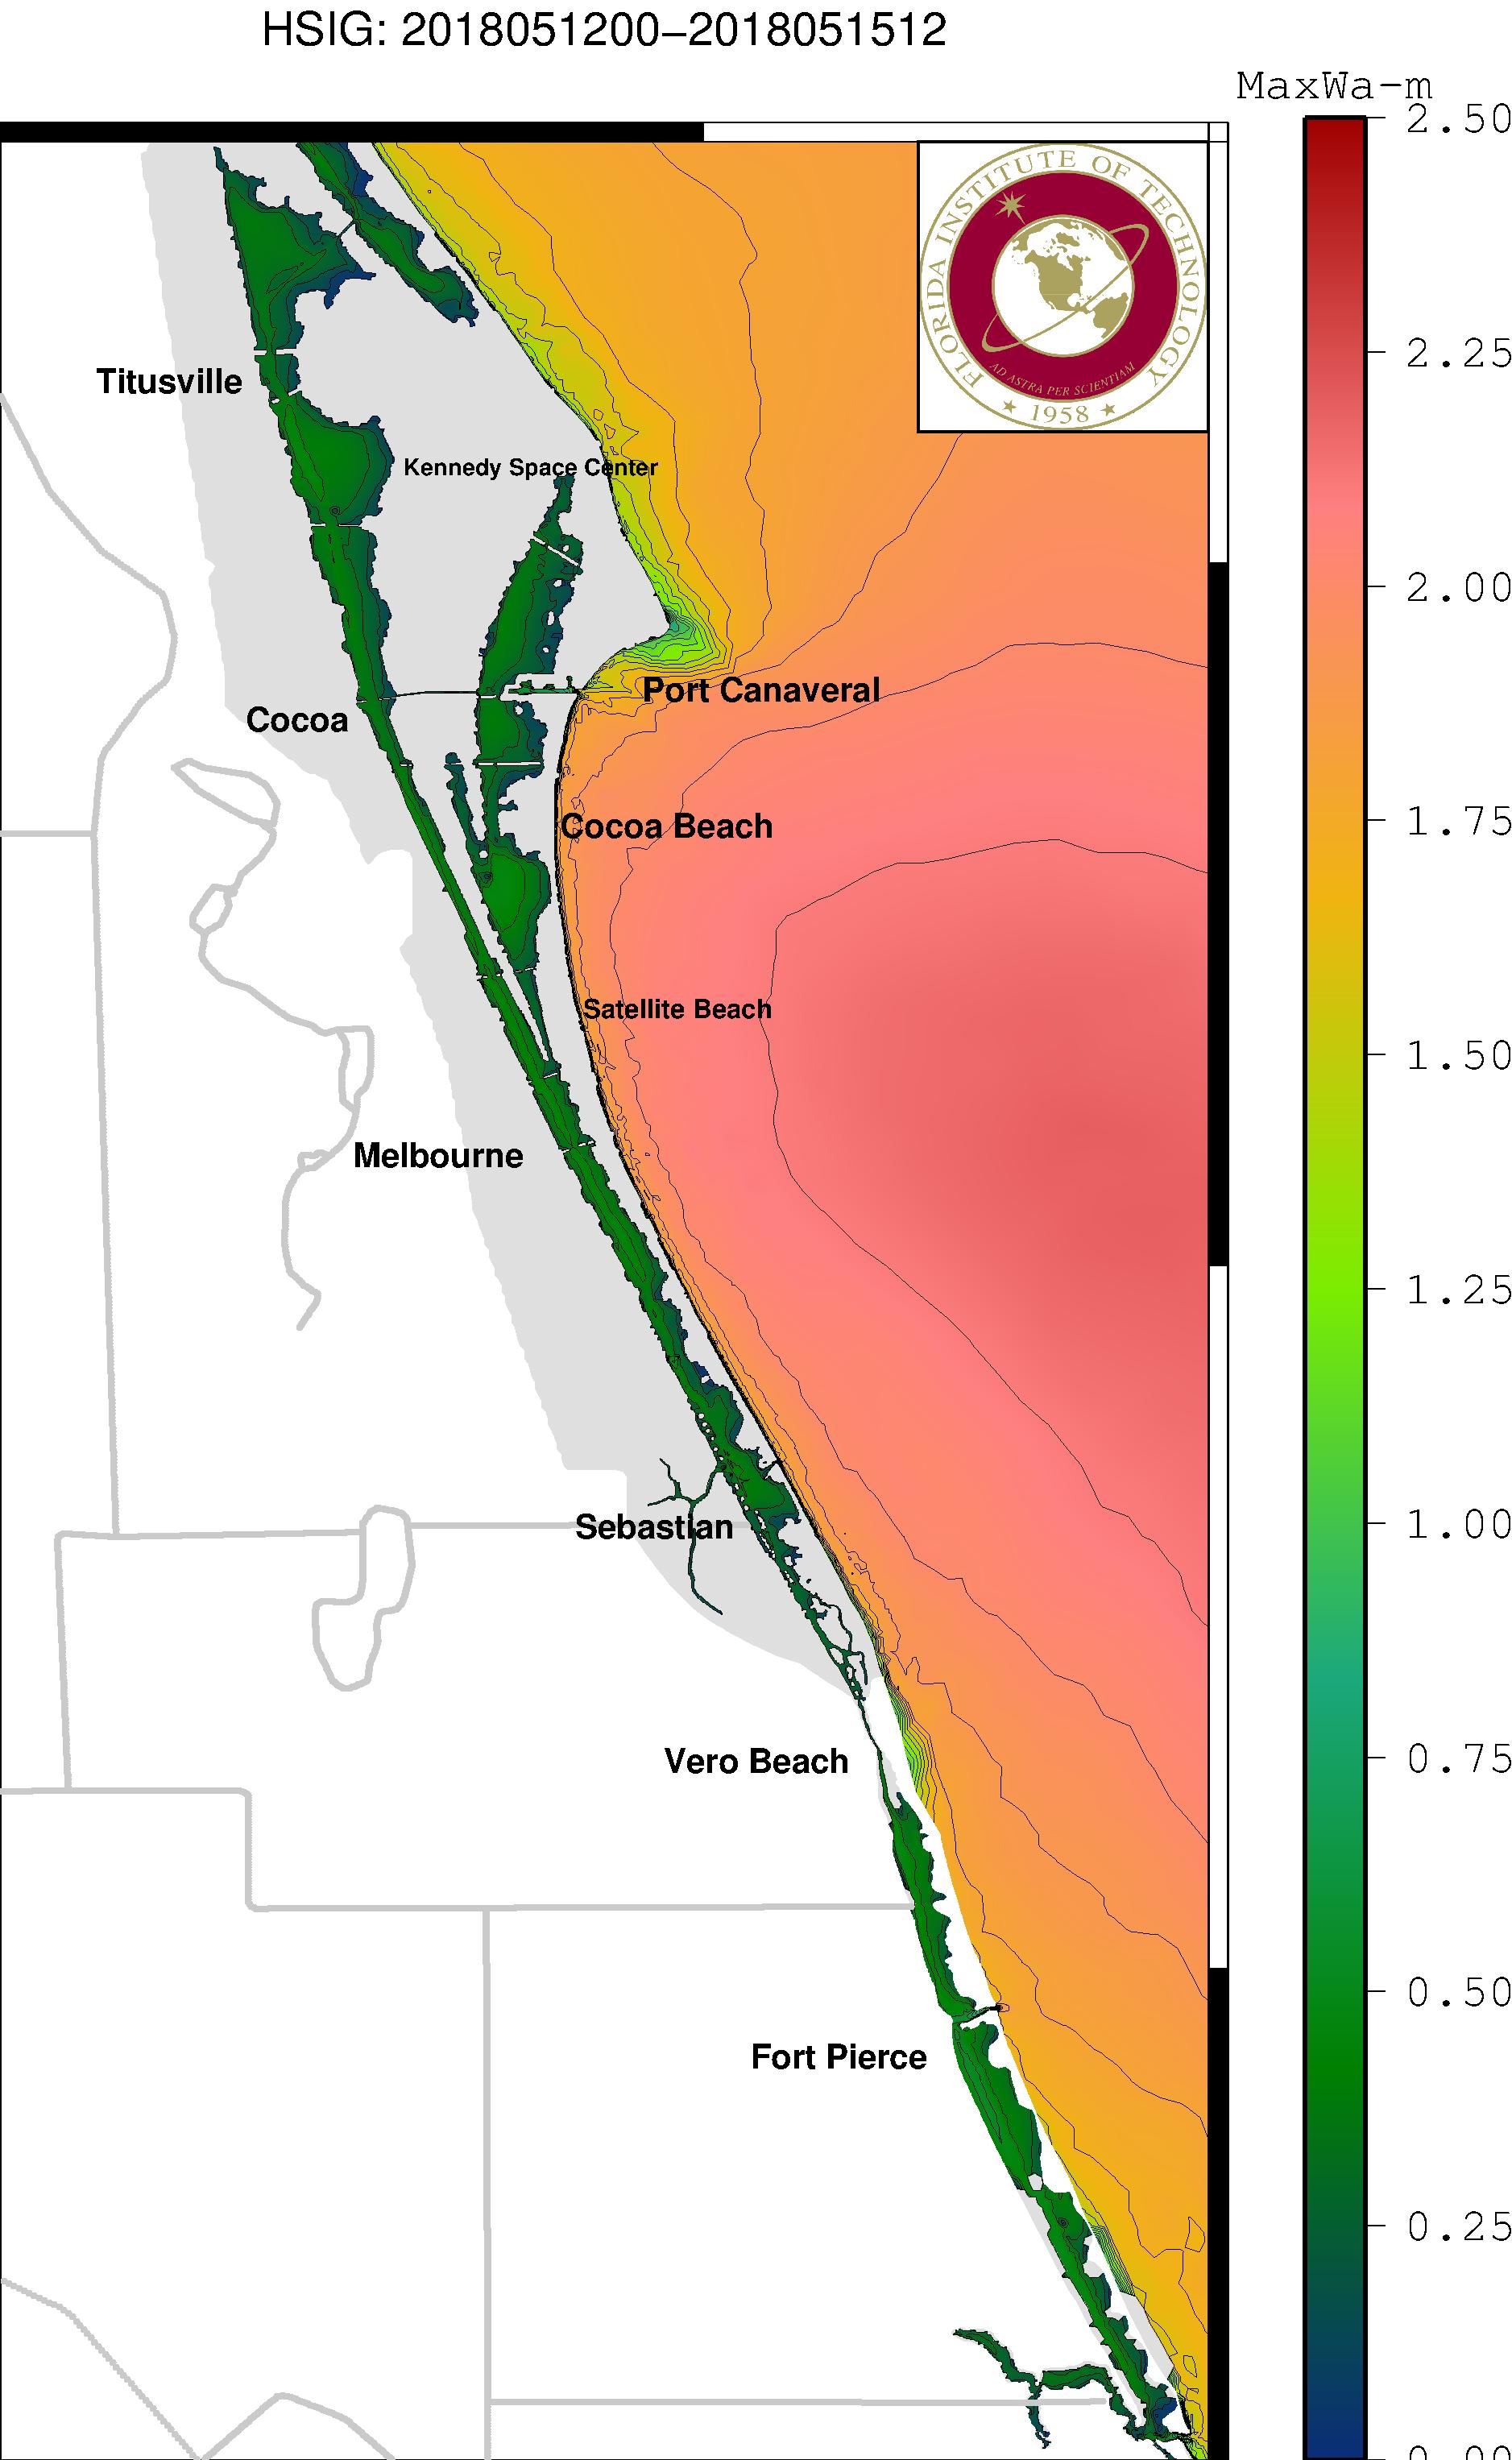 HSIG: 2018051200–2018051512
MaxWa-m
2.50
2.25
2.00
1.75
1.50
1.25
1.00
0.75
0.50
0.25
0.00
FLORIDA INSTITUTE OF TECHNOLOGY
AD ASTRA PER SCIENTIAM
★ 1958 ★
Titusville
Kennedy Space Center
Port Canaveral
Cocoa
Cocoa Beach
Satellite Beach
Melbourne
Sebastian
Vero Beach
Fort Pierce